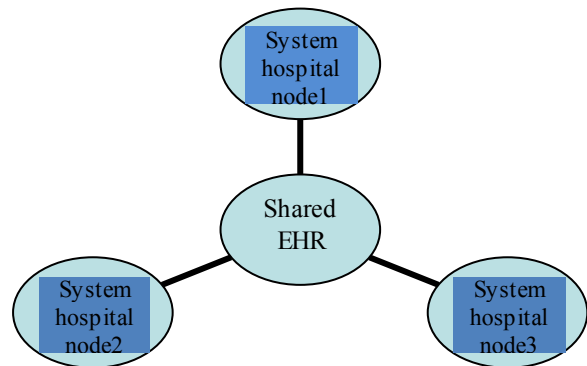 System
hospital
node1
Shared
EHR
System
hospital
node2
System
hospital
node3